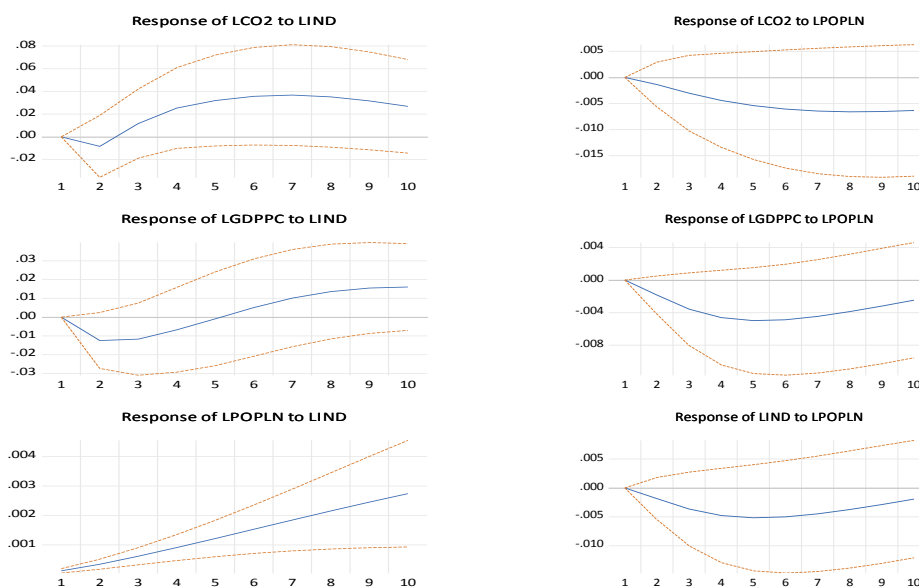 Response of LCO2 to LIND
.08
.06
.04
.02
.00
-.02
1 2 3 4 5 6 7 8 9 10
Response of LCO2 to LPOPLN
.005
.000
-.005
-.010
-.015
1 2 3 4 5 6 7 8 9 10
Response of LGDPPC to LIND
.03
.02
.01
.00
-.01
-.02
-.03
1 2 3 4 5 6 7 8 9 10
Response of LGDPPC to LPOPLN
.004
.000
-.004
-.008
1 2 3 4 5 6 7 8 9 10
Response of LPOPLN to LIND
.004
.003
.002
.001
1 2 3 4 5 6 7 8 9 10
Response of LIND to LPOPLN
.005
.000
-.005
-.010
1 2 3 4 5 6 7 8 9 10